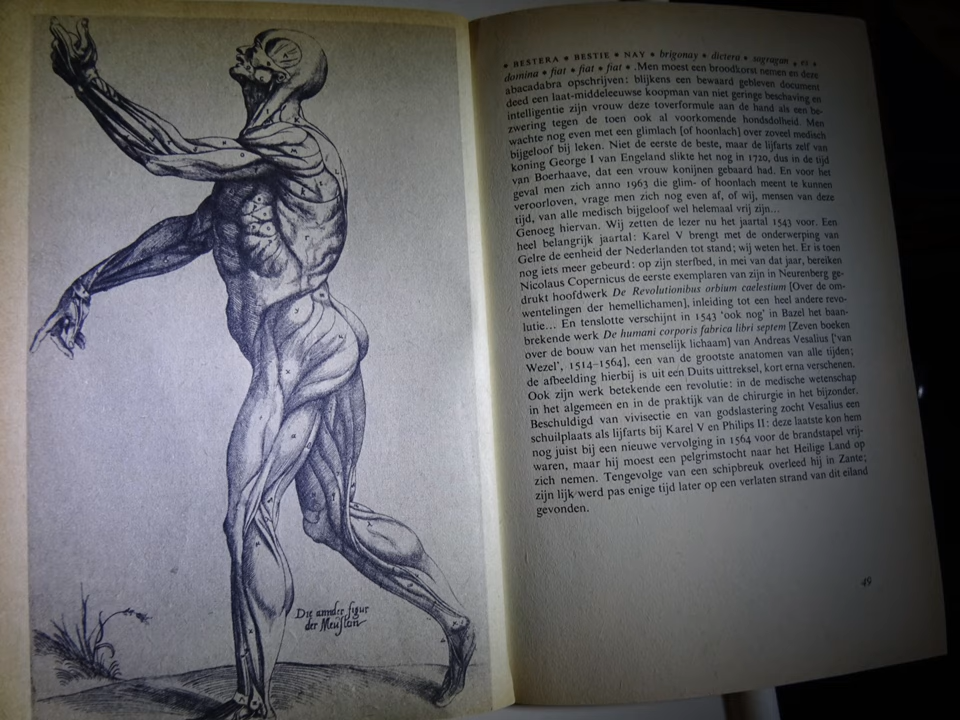 Die annder figur
der Meüslein
• BESTERA • BESTIE • NAY • brigonay • dictera • sagragan • es •
domina • fiat • fiat • fiat • .Men moest een broodkorst nemen en deze
abacadabra opschrijven: blijkens een bewaard gebleven document
deed een laat-middeleeuwse koopman van niet geringe beschaving en
intelligentie zijn vrouw deze toverformule aan de hand als een be-
zwering tegen de toen ook al voorkomende hondsdolheid. Men
wachte nog even met een glimlach [of hoonlach] over zoveel medisch
bijgeloof bij leken. Niet de eerste de beste, maar de lijfarts zelf van
koning George I van Engeland slikte het nog in 1720, dus in de tijd
van Boerhaave, dat een vrouw konijnen gebaard had. En voor het
geval men zich anno 1963 die glim- of hoonlach meent te kunnen
veroorloven, vrage men zich nog even af, of wij, mensen van deze
tijd, van alle medisch bijgeloof wel helemaal vrij zijn...
Genoeg hiervan. Wij zetten de lezer nu het jaartal 1543 voor. Een
heel belangrijk jaartal: Karel V brengt met de onderwerping van
Gelre de eenheid der Nederlanden tot stand; wij weten het. Er is toen
nog iets meer gebeurd: op zijn sterfbed, in mei van dat jaar, bereiken
Nicolaus Copernicus de eerste exemplaren van zijn in Neurenberg ge-
drukt hoofdwerk De Revolutionibus orbium caelestium [Over de om-
wentelingen der hemellichamen], inleiding tot een heel andere revo-
lutie... En tenslotte verschijnt in 1543 'ook nog' in Bazel het baan-
brekende werk De humani corporis fabrica libri septem [Zeven boeken
over de bouw van het menselijk lichaam] van Andreas Vesalius ['van
Wezel', 1514–1564], een van de grootste anatomen van alle tijden;
de afbeelding hierbij is uit een Duits uittreksel, kort erna verschenen.
Ook zijn werk betekende een revolutie: in de medische wetenschap
in het algemeen en in de praktijk van de chirurgie in het bijzonder.
Beschuldigd van vivisectie en van godslastering zocht Vesalius een
schuilplaats als lijfarts bij Karel V en Philips II: deze laatste kon hem
nog juist bij een nieuwe vervolging in 1564 voor de brandstapel vrij-
waren, maar hij moest een pelgrimstocht naar het Heilige Land op
zich nemen. Tengevolge van een schipbreuk overleed hij in Zante;
zijn lijk werd pas enige tijd later op een verlaten strand van dit eiland
gevonden.
49